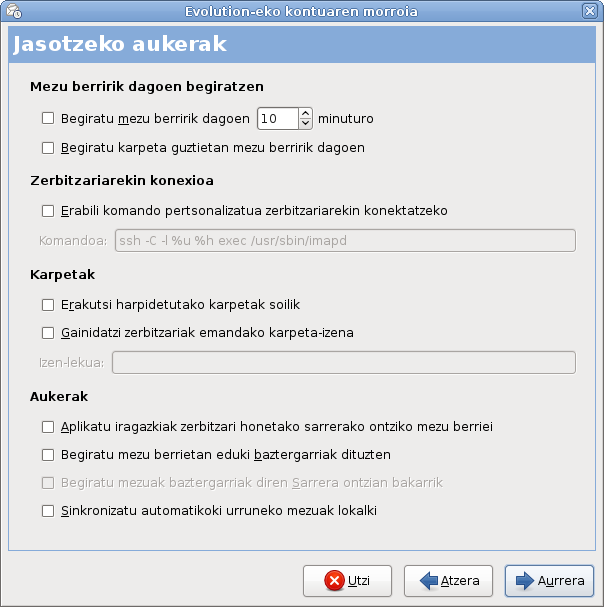 Evolution-eko kontuaren morroia
Jasotzeko aukerak
Mezu berririk dagoen begiratzen
Begiratu mezu berririk dagoen 10 minuturo
Begiratu karpeta guztietan mezu berririk dagoen
Zerbitzariarekin konexioa
Erabili komando pertsonalizatua zerbitzariarekin konektatzeko
Komandoa: ssh -C -l %u %h exec /usr/sbin/imapd
Karpetak
Erakutsi harpidetutako karpetak soilik
Gainidatzi zerbitzariak emandako karpeta-izena
Izen-lekua:
Aukerak
Aplikatu iragazkiak zerbitzari honetako sarrerako ontziko mezu berriei
Begiratu mezu berrietan eduki baztergarriak dituzten
Begiratu mezuak baztergarriak diren Sarrera ontzian bakarrik
Sinkronizatu automatikoki urruneko mezuak lokalki
Utzi Atzera Aurrera